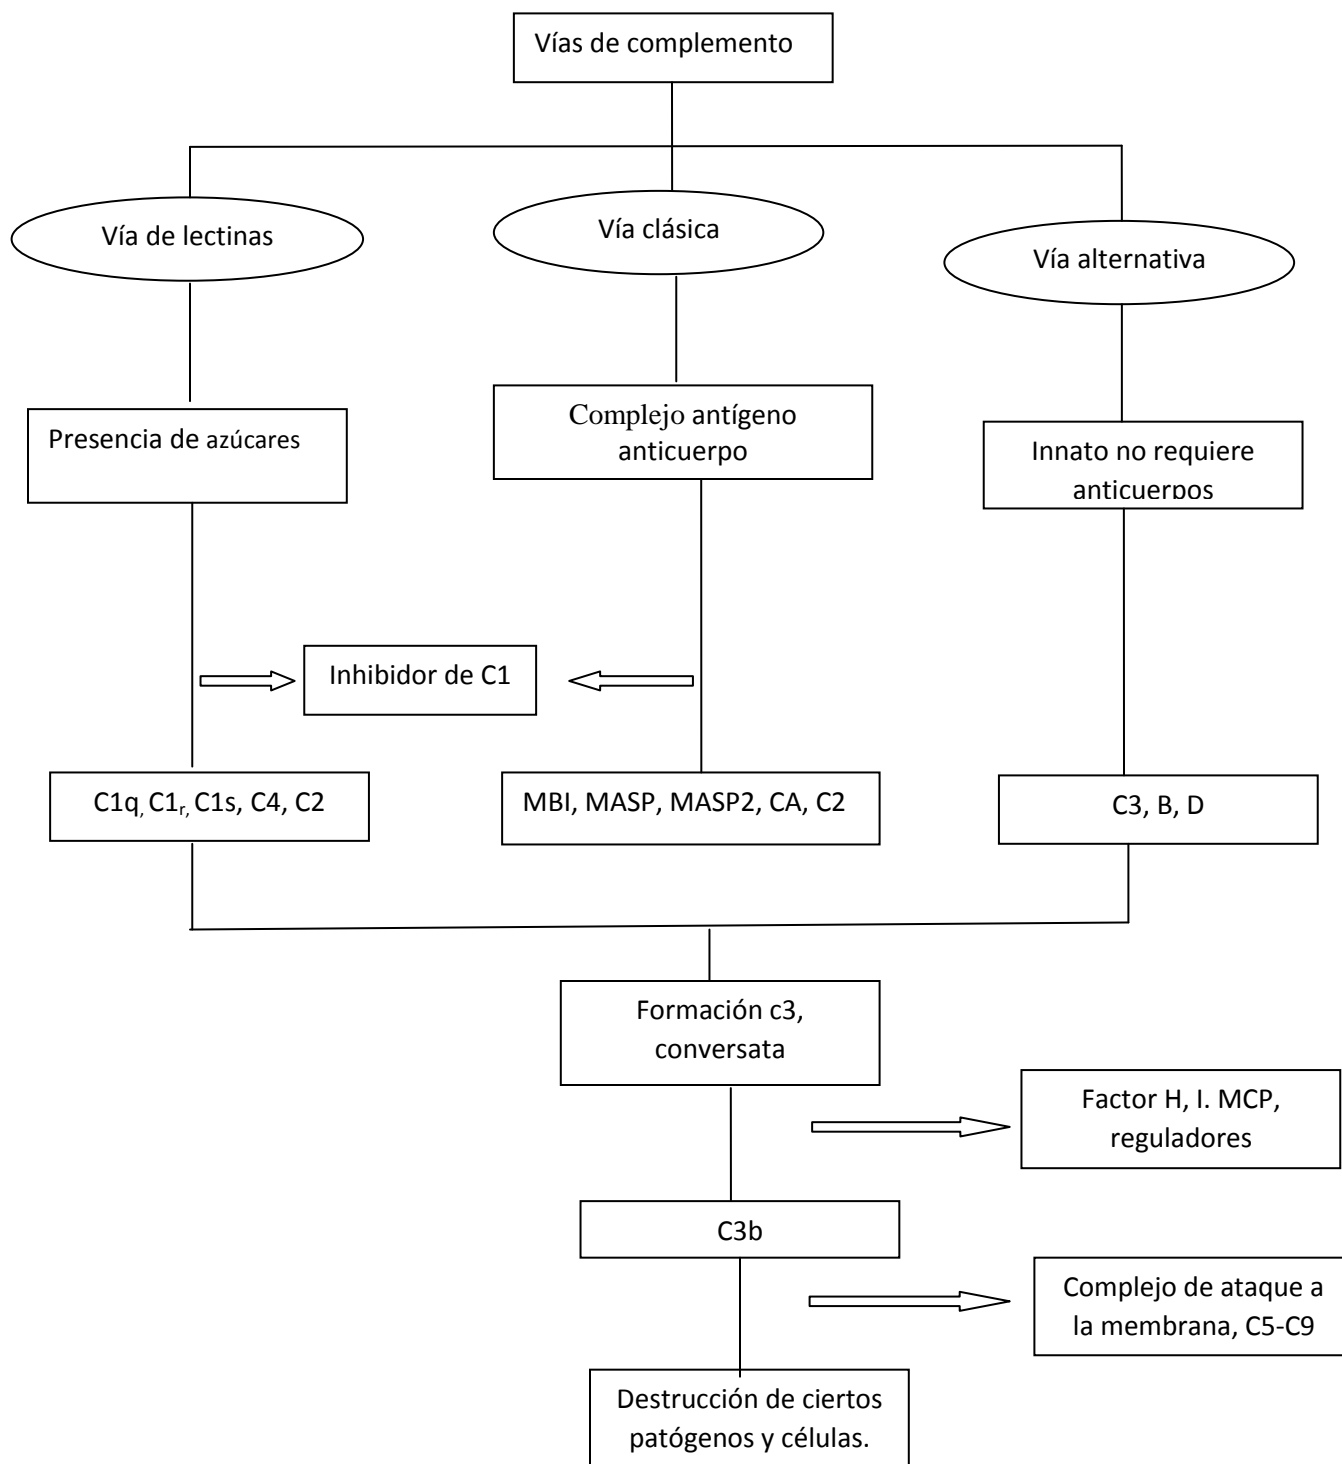 Vías de complemento
Vía de lectinas
Vía clásica
Vía alternativa
Presencia de azúcares
Complejo antígeno
anticuerpo
Innato no requiere
anticuerpos
Inhibidor de C1
C1q, C1r, C1s, C4, C2
MBI, MASP, MASP2, CA, C2
C3, B, D
Formación c3,
conversata
Factor H, I. MCP,
reguladores
C3b
Complejo de ataque a
la membrana, C5-C9
Destrucción de ciertos
patógenos y células.